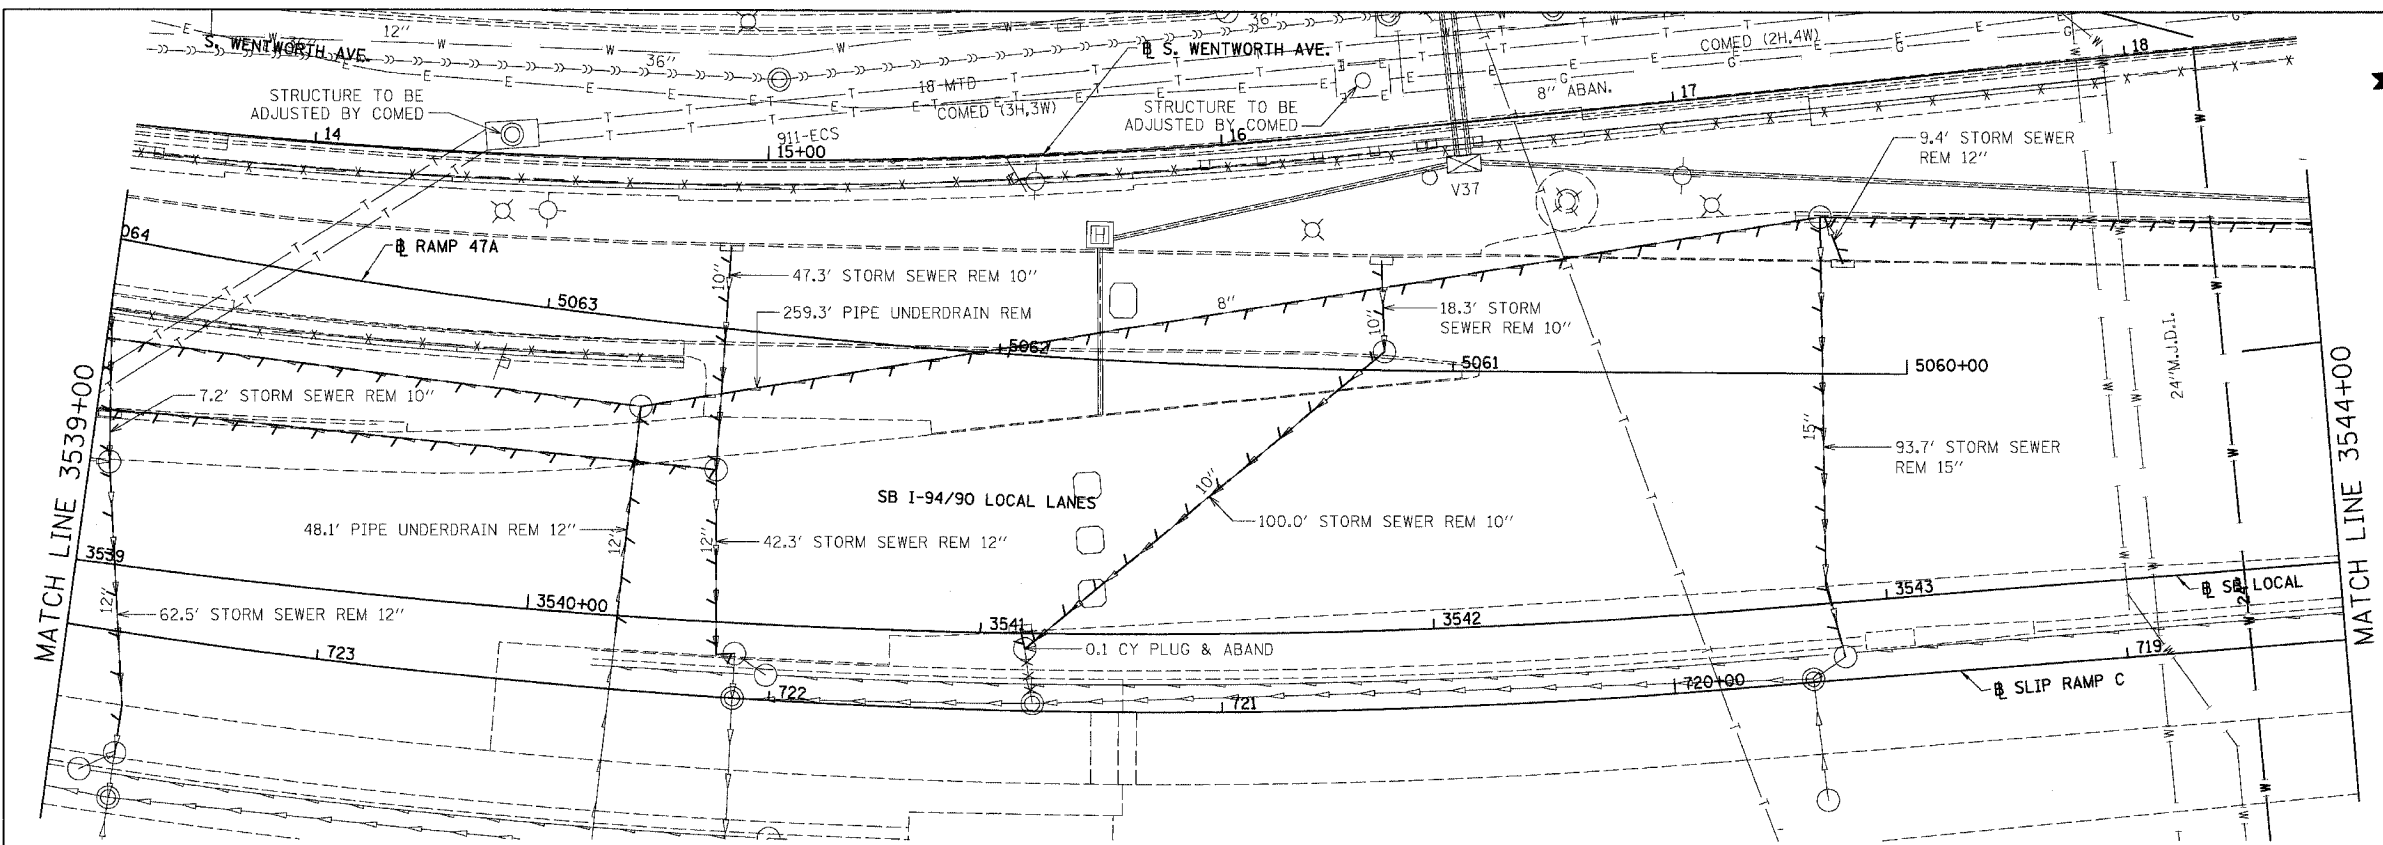 12"
36"
S. WENTWORTH AVE.
36"
℄ S. WENTWORTH AVE.
COMED (2H,4W)
18
36"
18-MTD
COMED (3H,3W)
8" ABAN.
17
STRUCTURE TO BE
ADJUSTED BY COMED
STRUCTURE TO BE
ADJUSTED BY COMED
14
911-ECS
15+00
16
9.4' STORM SEWER
REM 12"
V37
H
064
℄ RAMP 47A
10"
47.3' STORM SEWER REM 10"
5063
259.3' PIPE UNDERDRAIN REM
8"
18.3' STORM
SEWER REM 10"
10"
5062
5061
5060+00
24"M.J.D.I.
7.2' STORM SEWER REM 10"
MATCH LINE 3539+00
MATCH LINE 3544+00
15"
93.7' STORM SEWER
REM 15"
10"
SB I-94/90 LOCAL LANES
48.1' PIPE UNDERDRAIN REM 12"
12"
12"
42.3' STORM SEWER REM 12"
100.0' STORM SEWER REM 10"
3539
3540+00
3541
3542
3543
℄ SB LOCAL
24"
12"
62.5' STORM SEWER REM 12"
0.1 CY PLUG & ABAND
723
722
721
720+00
719
℄ SLIP RAMP C